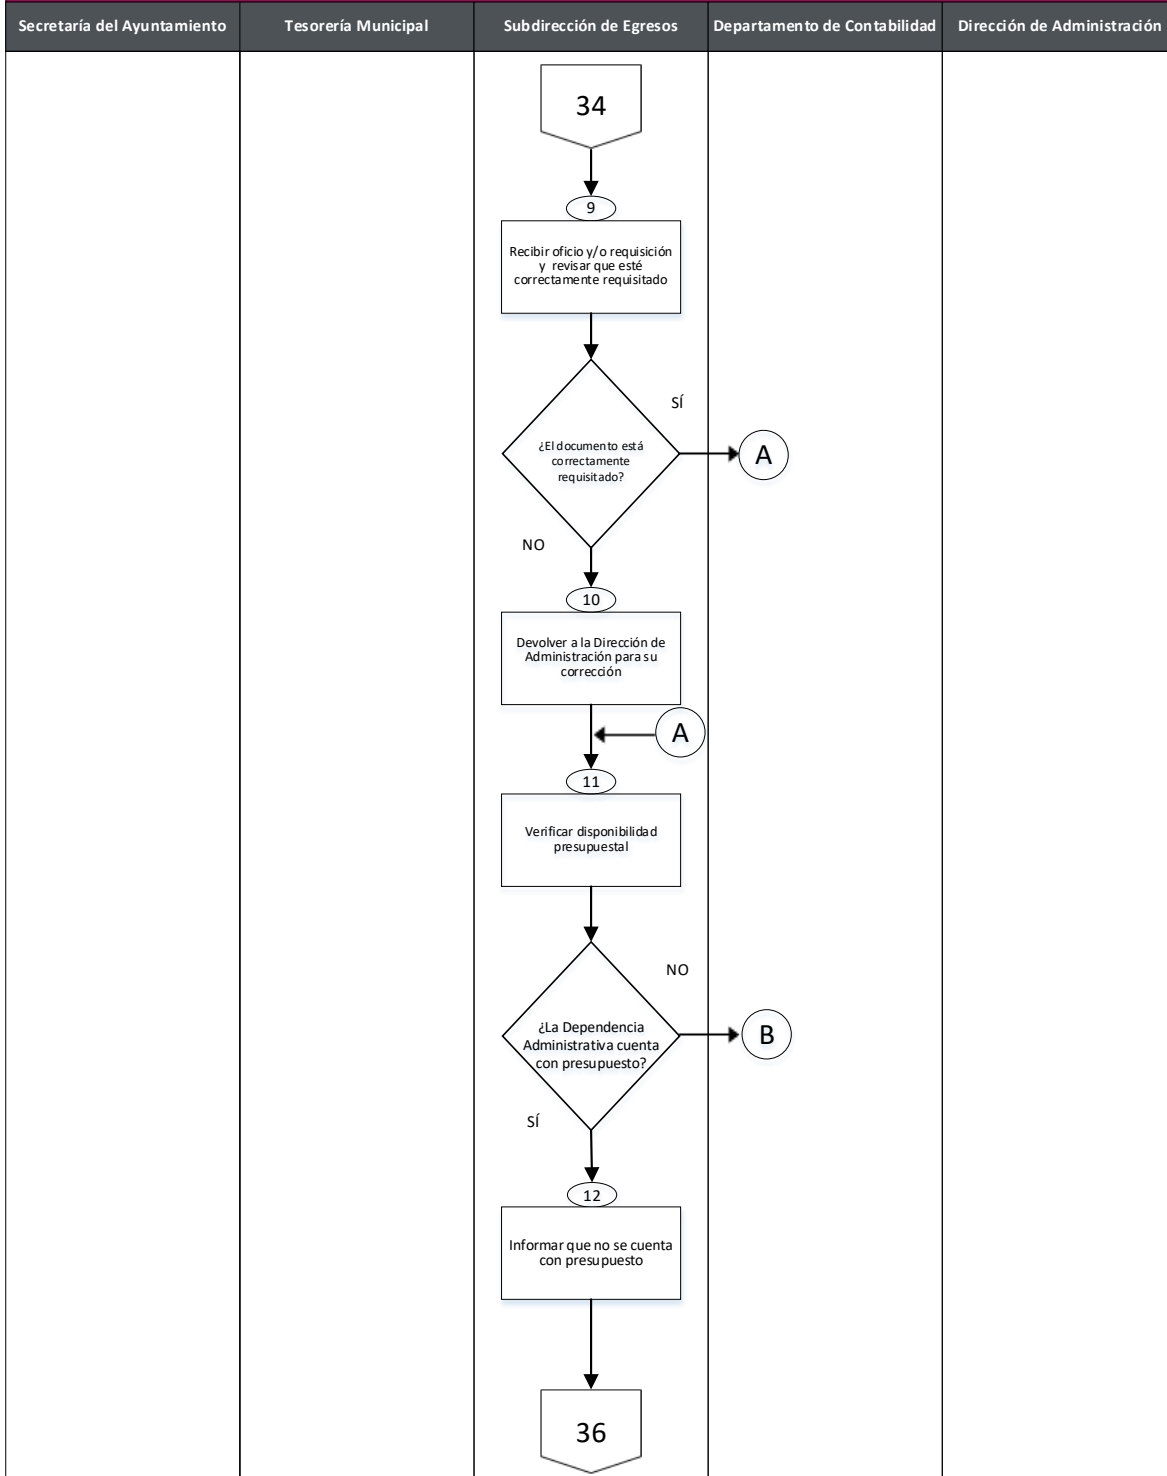 Secretaría del Ayuntamiento
Tesorería Municipal
Subdirección de Egresos
Departamento de Contabilidad
Dirección de Administración
34
9
Recibir oficio y/o requisición
y revisar que esté
correctamente requisitado
SÍ
¿El documento está
correctamente
requisitado?
A
NO
10
Devolver a la Dirección de
Administración para su
corrección
A
11
Verificar disponibilidad
presupuestal
NO
¿La Dependencia
Administrativa cuenta
con presupuesto?
B
SÍ
12
Informar que no se cuenta
con presupuesto
36